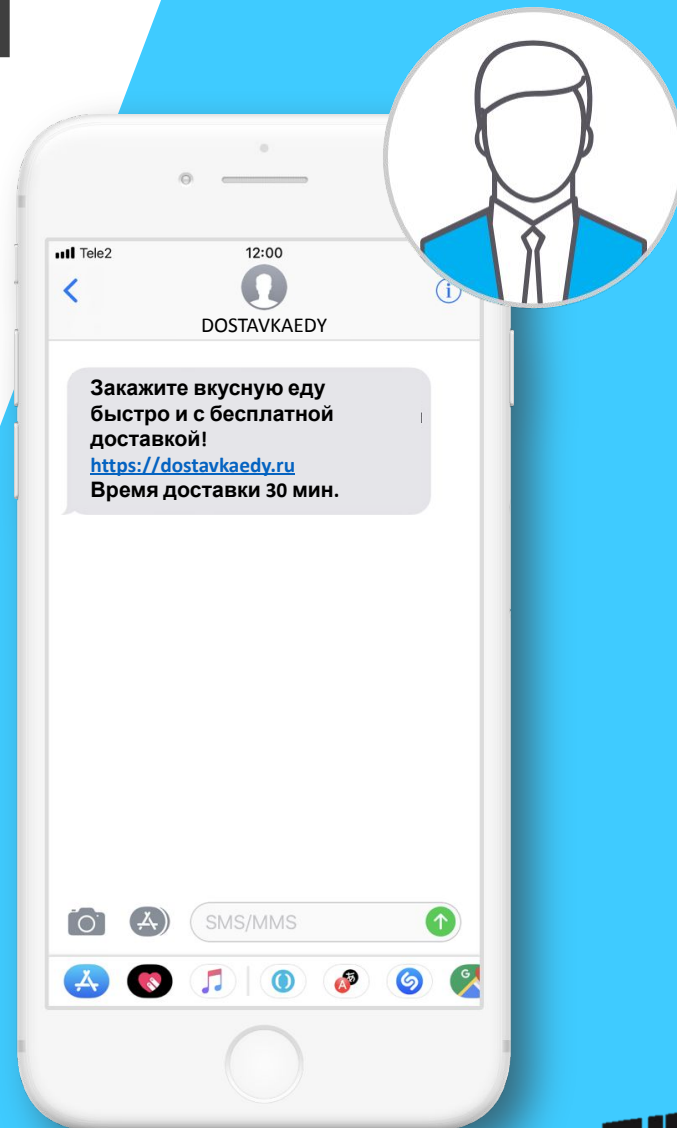 Tele2
12:00
DOSTAVKAEDY
Закажите вкусную еду
быстро и с бесплатной
доставкой!
https://dostavkaedy.ru
Время доставки 30 мин.
SMS/MMS